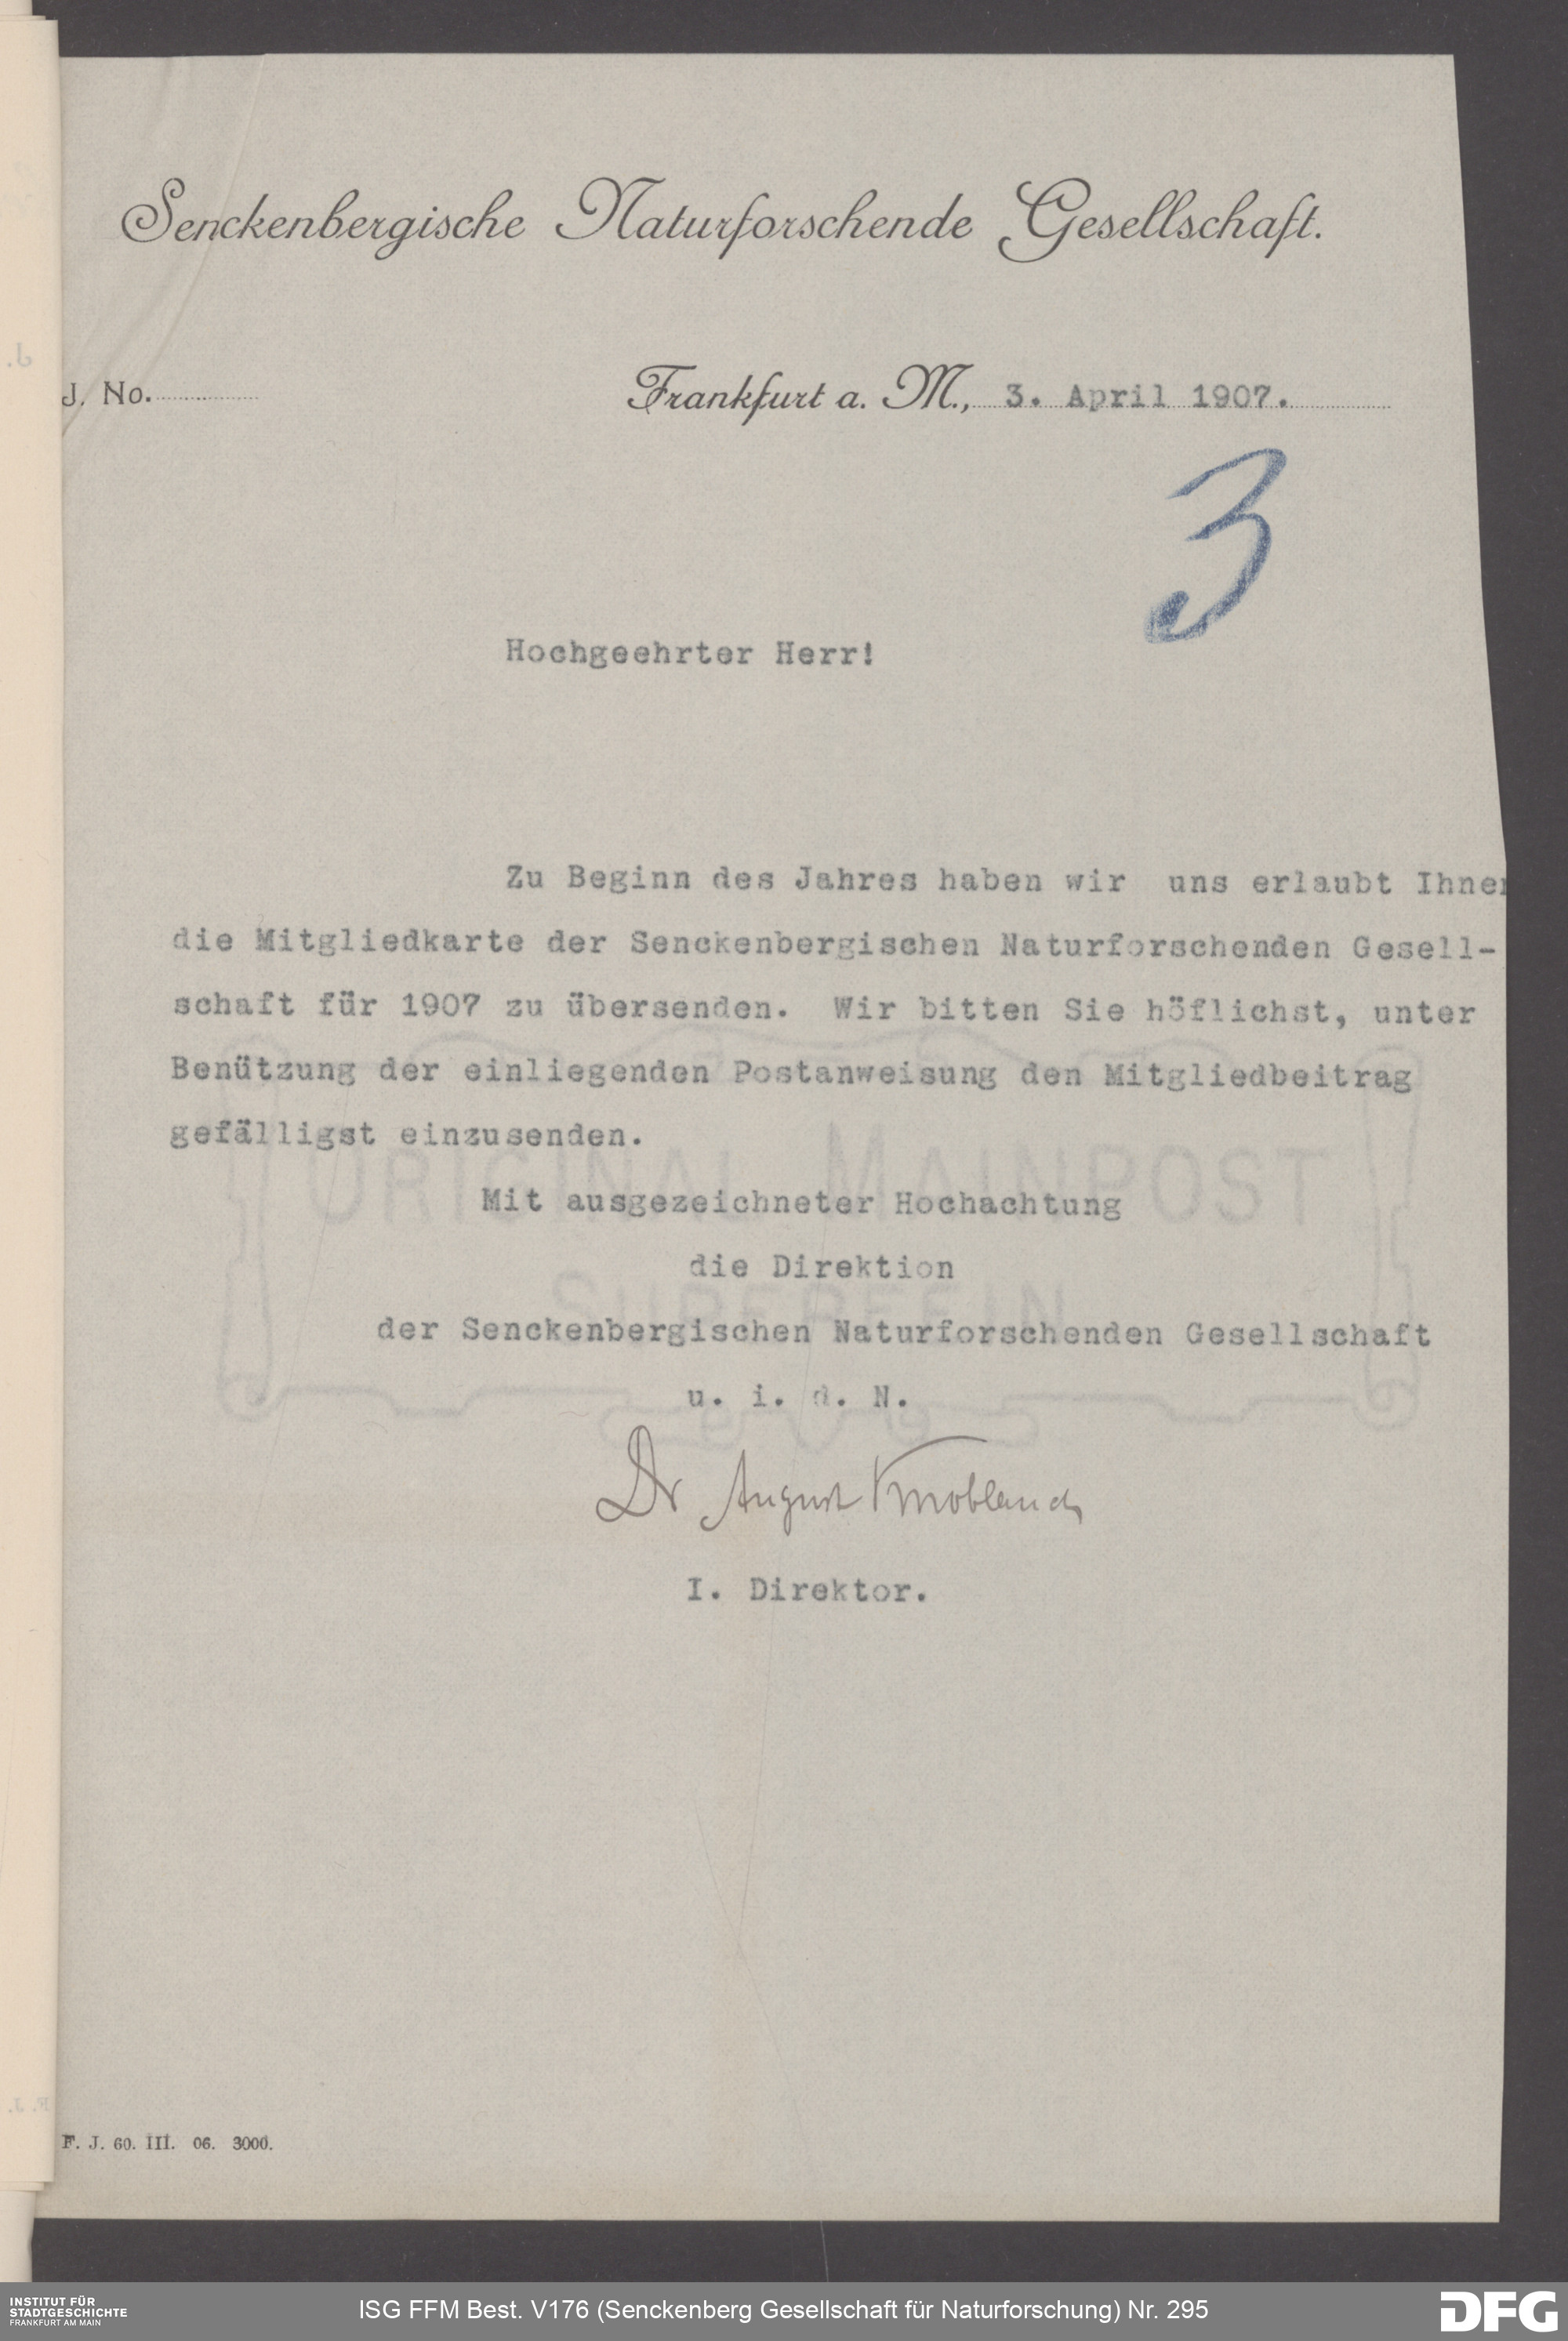 Senckenbergische Naturforschende Gesellschaft.
J. No.
Frankfurt a. M., 3. April 1907.
3
Hochgeehrter Herr!
Zu Beginn des Jahres haben wir uns erlaubt Ihnen
die Mitgliedkarte der Senckenbergischen Naturforschenden Gesell-
schaft für 1907 zu übersenden. Wir bitten Sie höflichst, unter
Benützung der einliegenden Postanweisung den Mitgliedbeitrag
gefälligst einzusenden.
ORIGINAL MAINPOST
Mit ausgezeichneter Hochachtung
die Direktion
SUPERFEIN
der Senckenbergischen Naturforschenden Gesellschaft
u. i. d. N.
Dr August Knoblauch
I. Direktor.
F. J. 60. III. 06. 3000.
INSTITUT FÜR
STADTGESCHICHTE
FRANKFURT AM MAIN
ISG FFM Best. V176 (Senckenberg Gesellschaft für Naturforschung) Nr. 295
DFG